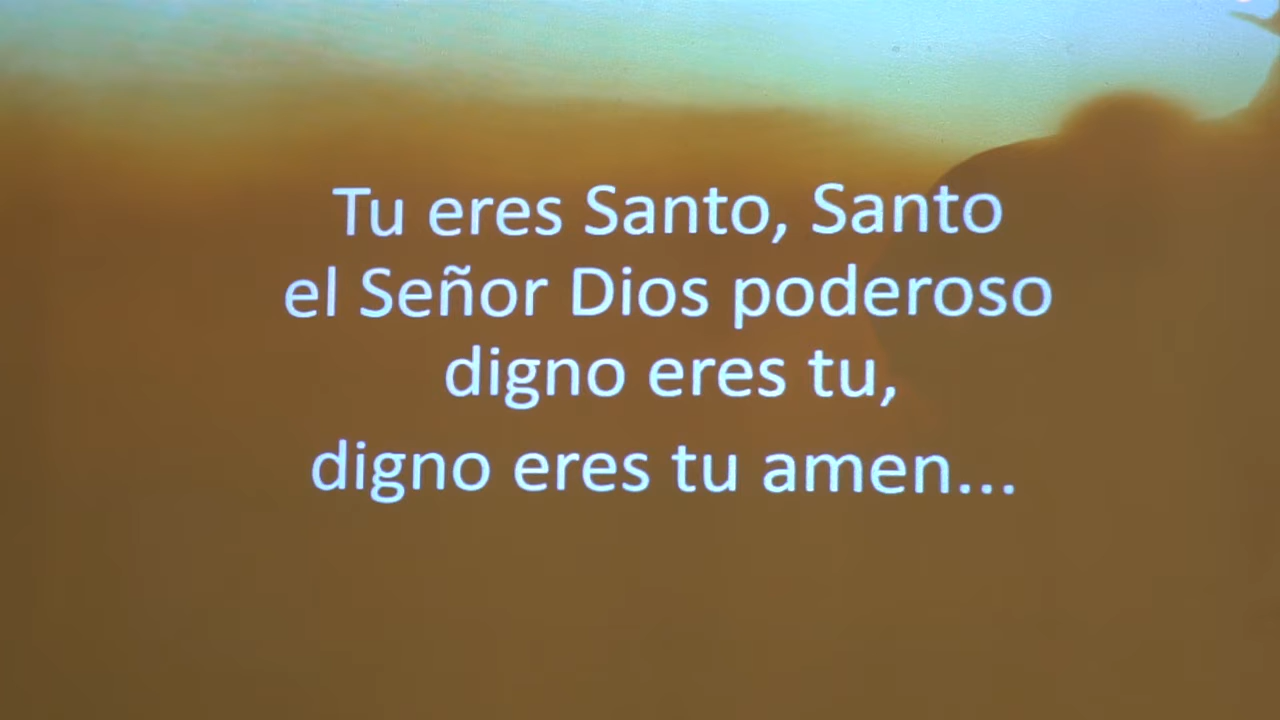 Tu eres Santo, Santo
el Señor Dios poderoso
digno eres tu,
digno eres tu amen...